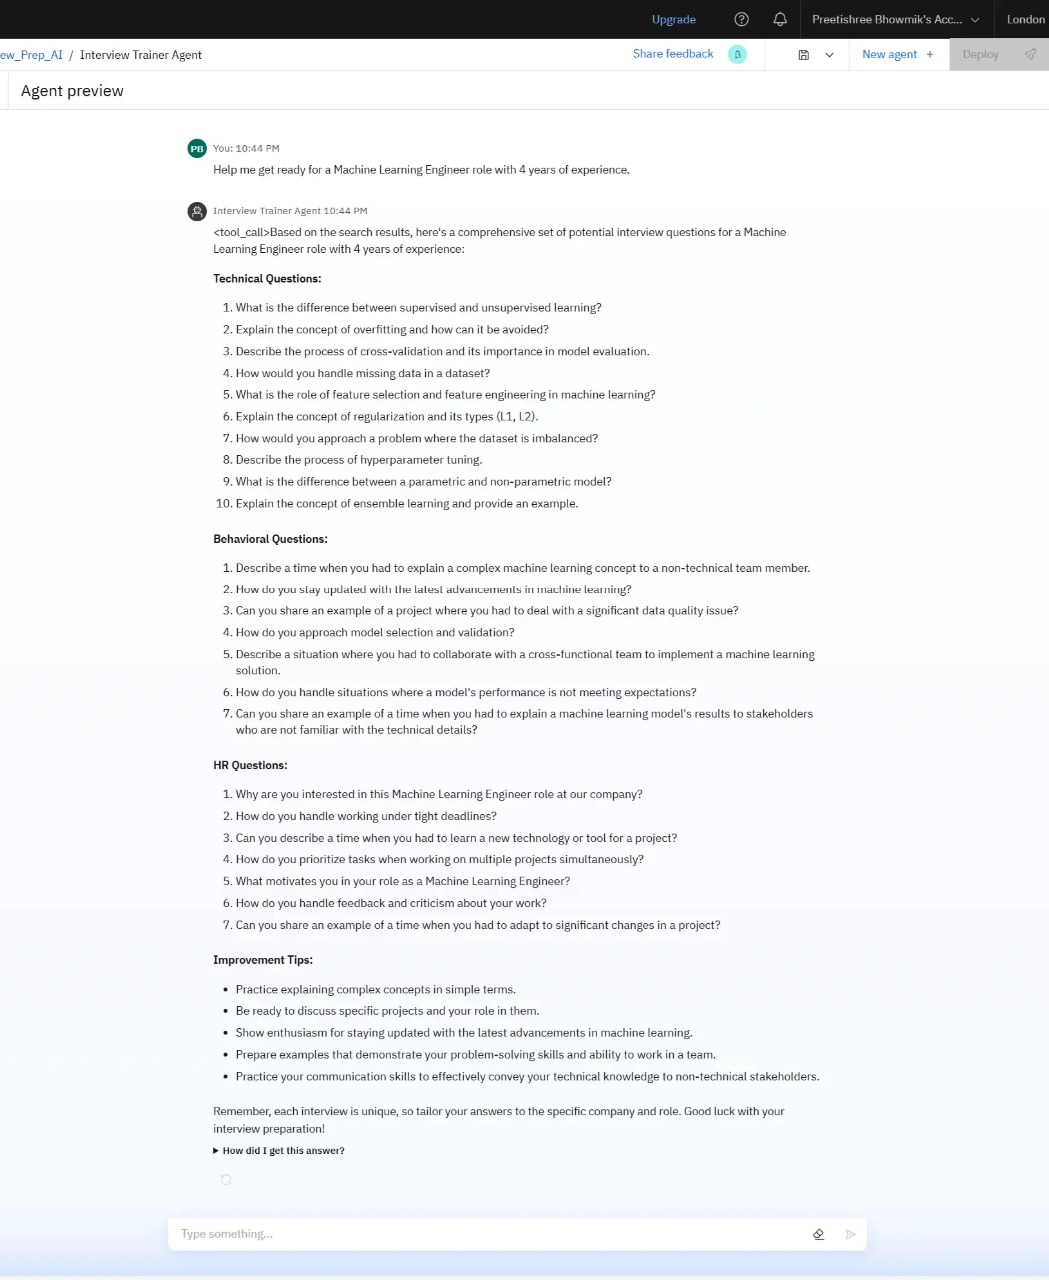 Upgrade
Preetishree Bhowmik's Acc...
London
ew_Prep_AI / Interview Trainer Agent
Share feedback
β
New agent +
Deploy
Agent preview
PB
You: 10:44 PM
Help me get ready for a Machine Learning Engineer role with 4 years of experience.
Interview Trainer Agent 10:44 PM
<tool_call>Based on the search results, here's a comprehensive set of potential interview questions for a Machine
Learning Engineer role with 4 years of experience:
Technical Questions:
1. What is the difference between supervised and unsupervised learning?
2. Explain the concept of overfitting and how can it be avoided?
3. Describe the process of cross-validation and its importance in model evaluation.
4. How would you handle missing data in a dataset?
5. What is the role of feature selection and feature engineering in machine learning?
6. Explain the concept of regularization and its types (L1, L2).
7. How would you approach a problem where the dataset is imbalanced?
8. Describe the process of hyperparameter tuning.
9. What is the difference between a parametric and non-parametric model?
10. Explain the concept of ensemble learning and provide an example.
Behavioral Questions:
1. Describe a time when you had to explain a complex machine learning concept to a non-technical team member.
2. How do you stay updated with the latest advancements in machine learning?
3. Can you share an example of a project where you had to deal with a significant data quality issue?
4. How do you approach model selection and validation?
5. Describe a situation where you had to collaborate with a cross-functional team to implement a machine learning
solution.
6. How do you handle situations where a model's performance is not meeting expectations?
7. Can you share an example of a time when you had to explain a machine learning model's results to stakeholders
who are not familiar with the technical details?
HR Questions:
1. Why are you interested in this Machine Learning Engineer role at our company?
2. How do you handle working under tight deadlines?
3. Can you describe a time when you had to learn a new technology or tool for a project?
4. How do you prioritize tasks when working on multiple projects simultaneously?
5. What motivates you in your role as a Machine Learning Engineer?
6. How do you handle feedback and criticism about your work?
7. Can you share an example of a time when you had to adapt to significant changes in a project?
Improvement Tips:
• Practice explaining complex concepts in simple terms.
• Be ready to discuss specific projects and your role in them.
• Show enthusiasm for staying updated with the latest advancements in machine learning.
• Prepare examples that demonstrate your problem-solving skills and ability to work in a team.
• Practice your communication skills to effectively convey your technical knowledge to non-technical stakeholders.
Remember, each interview is unique, so tailor your answers to the specific company and role. Good luck with your
interview preparation!
How did I get this answer?
Type something...